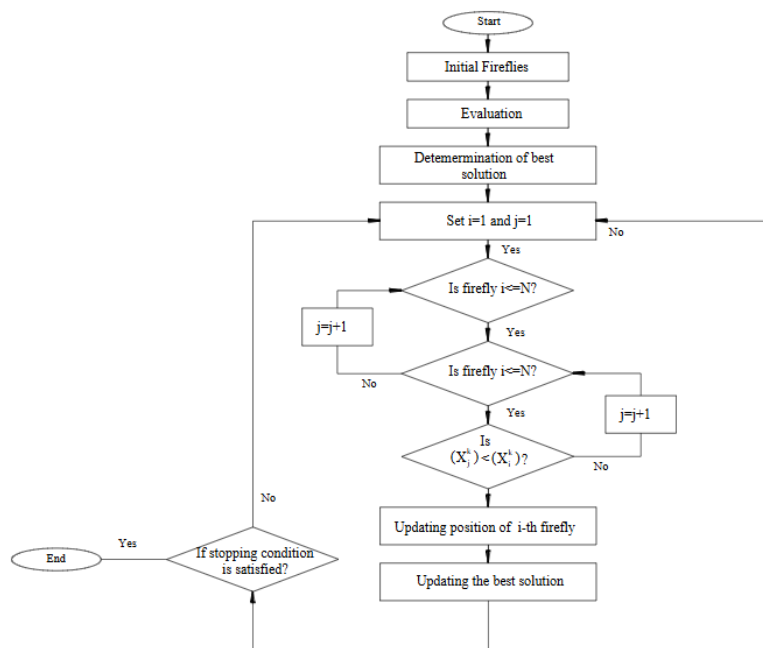 Start
Initial Fireflies
Evaluation
Detemermination of best
solution
Set i=1 and j=1
No
Yes
Is firefly i<=N?
j=j+1
Yes
Is firefly i<=N?
No
Yes
j=j+1
Is
(X_j^k)<(X_i^k)?
No
Updating position of i-th firefly
No
Yes
End
If stopping condition
is satisfied?
Updating the best solution